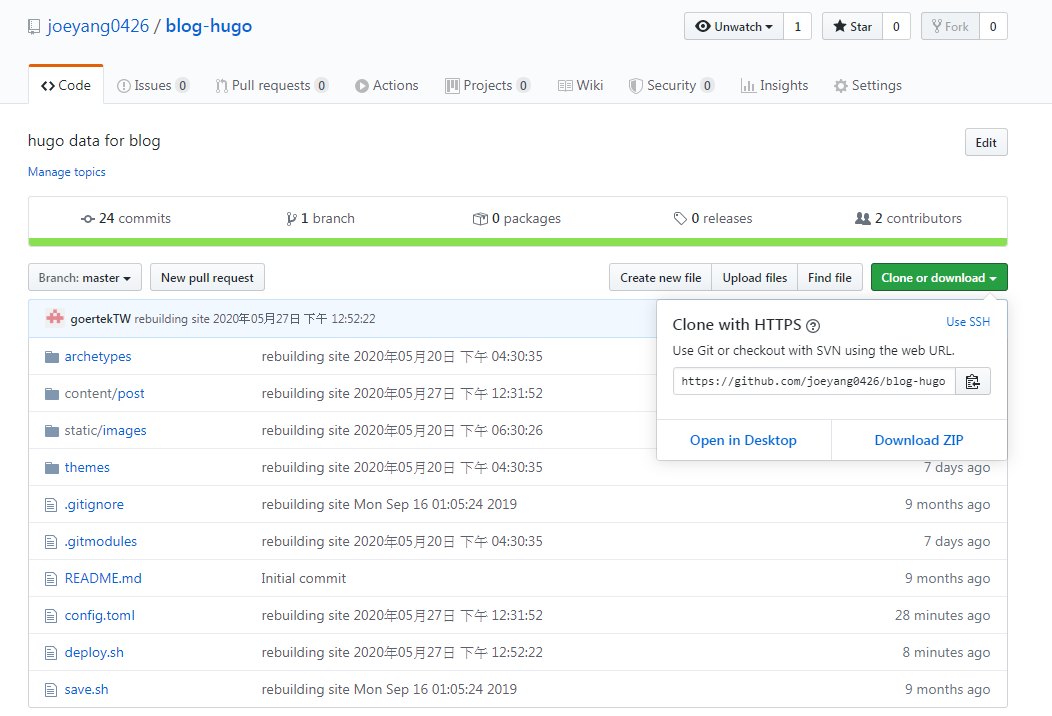 joeyang0426 / blog-hugo
Unwatch 1 Star 0 Fork 0
Code Issues 0 Pull requests 0 Actions Projects 0 Wiki Security 0 Insights Settings
hugo data for blog
Edit
Manage topics
24 commits 1 branch 0 packages 0 releases 2 contributors
Branch: master New pull request Create new file Upload files Find file Clone or download
goertekTW rebuilding site 2020年05月27日 下午 12:52:22
Clone with HTTPS Use SSH
Use Git or checkout with SVN using the web URL.
https://github.com/joeyang0426/blog-hugo
Open in Desktop Download ZIP
archetypes rebuilding site 2020年05月20日 下午 04:30:35
content/post rebuilding site 2020年05月27日 下午 12:31:52
static/images rebuilding site 2020年05月20日 下午 06:30:26
themes rebuilding site 2020年05月20日 下午 04:30:35 7 days ago
.gitignore rebuilding site Mon Sep 16 01:05:24 2019 9 months ago
.gitmodules rebuilding site 2020年05月20日 下午 04:30:35 7 days ago
README.md Initial commit 9 months ago
config.toml rebuilding site 2020年05月27日 下午 12:31:52 28 minutes ago
deploy.sh rebuilding site 2020年05月27日 下午 12:52:22 8 minutes ago
save.sh rebuilding site Mon Sep 16 01:05:24 2019 9 months ago